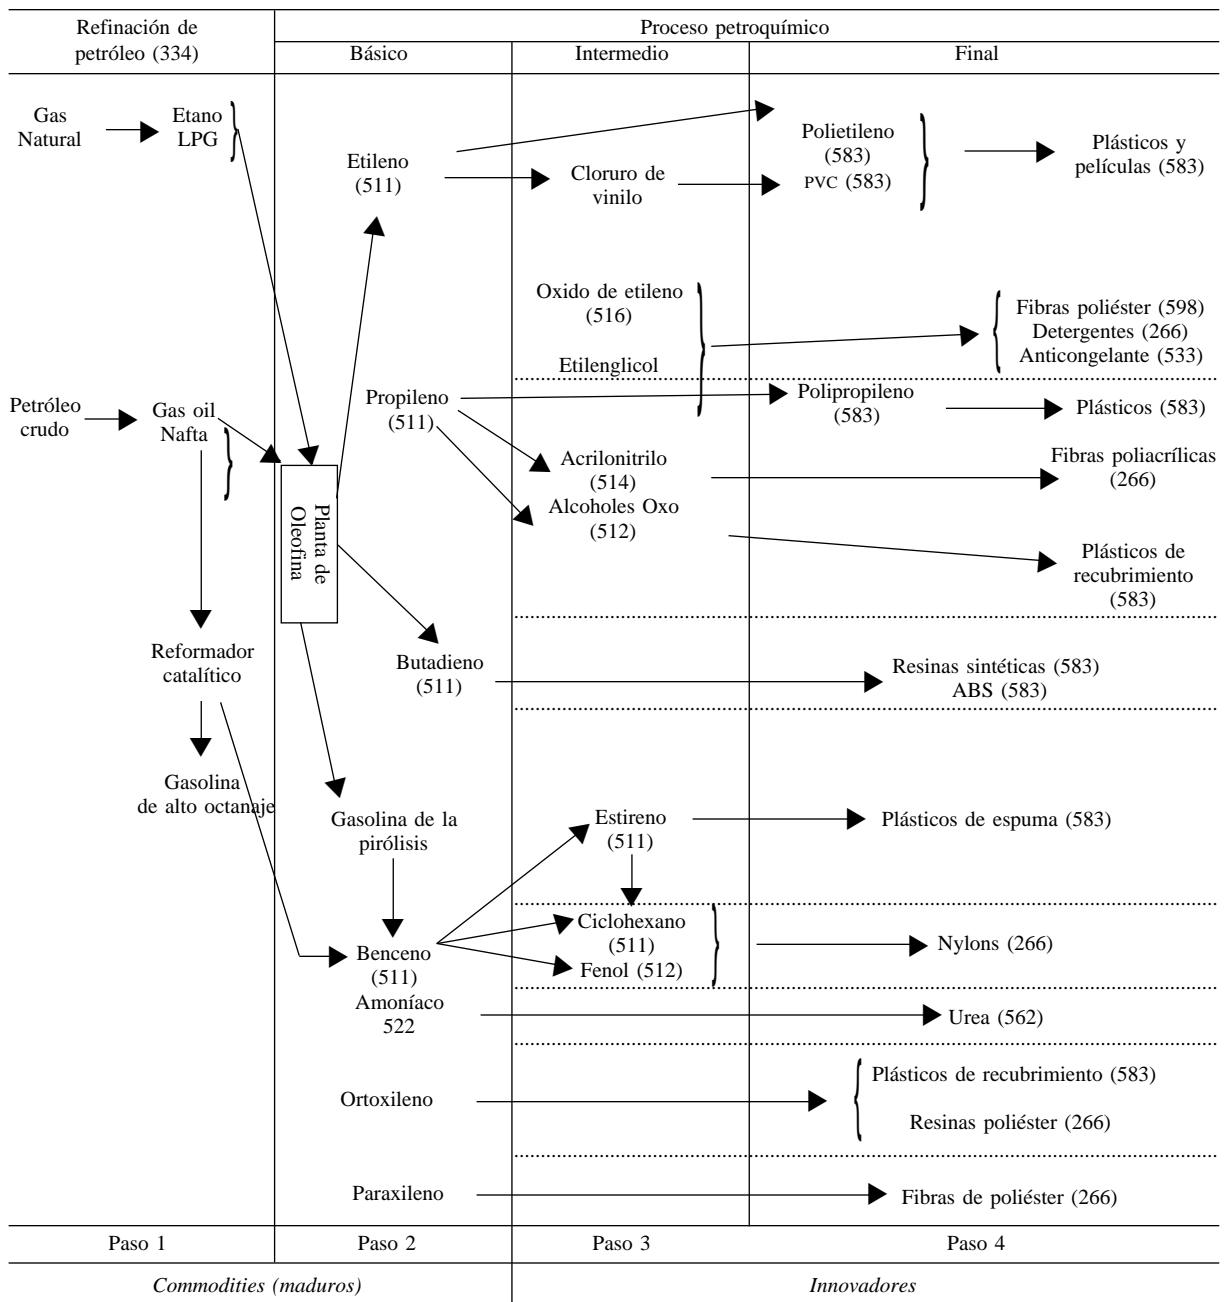 Refinación de
petróleo (334)
Proceso petroquímico
Básico
Intermedio
Final
Gas
Natural
Etano
LPG
Etileno
(511)
Cloruro de
vinilo
Polietileno
(583)
PVC (583)
Plásticos y
películas (583)
Oxido de etileno
(516)
Etilenglicol
Fibras poliéster (598)
Detergentes (266)
Anticongelante (533)
Petróleo
crudo
Gas oil
Nafta
Propileno
(511)
Polipropileno
(583)
Plásticos (583)
Acrilonitrilo
(514)
Alcoholes Oxo
(512)
Fibras poliacrílicas
(266)
Planta de
Oleofina
Plásticos de
recubrimiento
(583)
Reformador
catalítico
Butadieno
(511)
Resinas sintéticas (583)
ABS (583)
Gasolina
de alto octanaje
Gasolina de la
pirólisis
Estireno
(511)
Plásticos de espuma (583)
Benceno
(511)
Ciclohexano
(511)
Fenol (512)
Nylons (266)
Amoníaco
522
Urea (562)
Ortoxileno
Plásticos de recubrimiento (583)
Resinas poliéster (266)
Paraxileno
Fibras de poliéster (266)
Paso 1
Paso 2
Paso 3
Paso 4
Commodities (maduros)
Innovadores